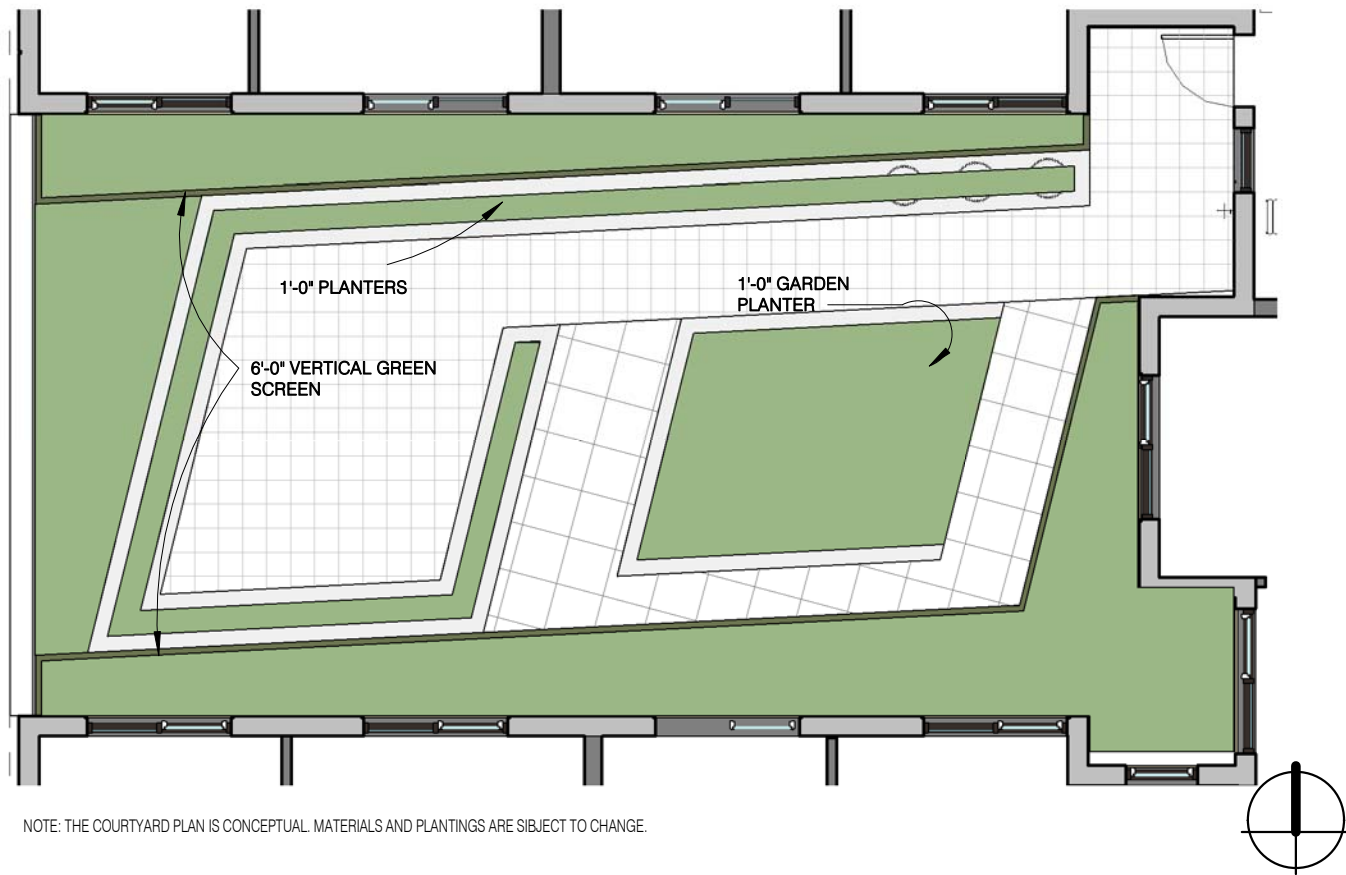 1'-0" PLANTERS
1'-0" GARDEN
PLANTER
6'-0" VERTICAL GREEN
SCREEN
NOTE: THE COURTYARD PLAN IS CONCEPTUAL. MATERIALS AND PLANTINGS ARE SIBJECT TO CHANGE.